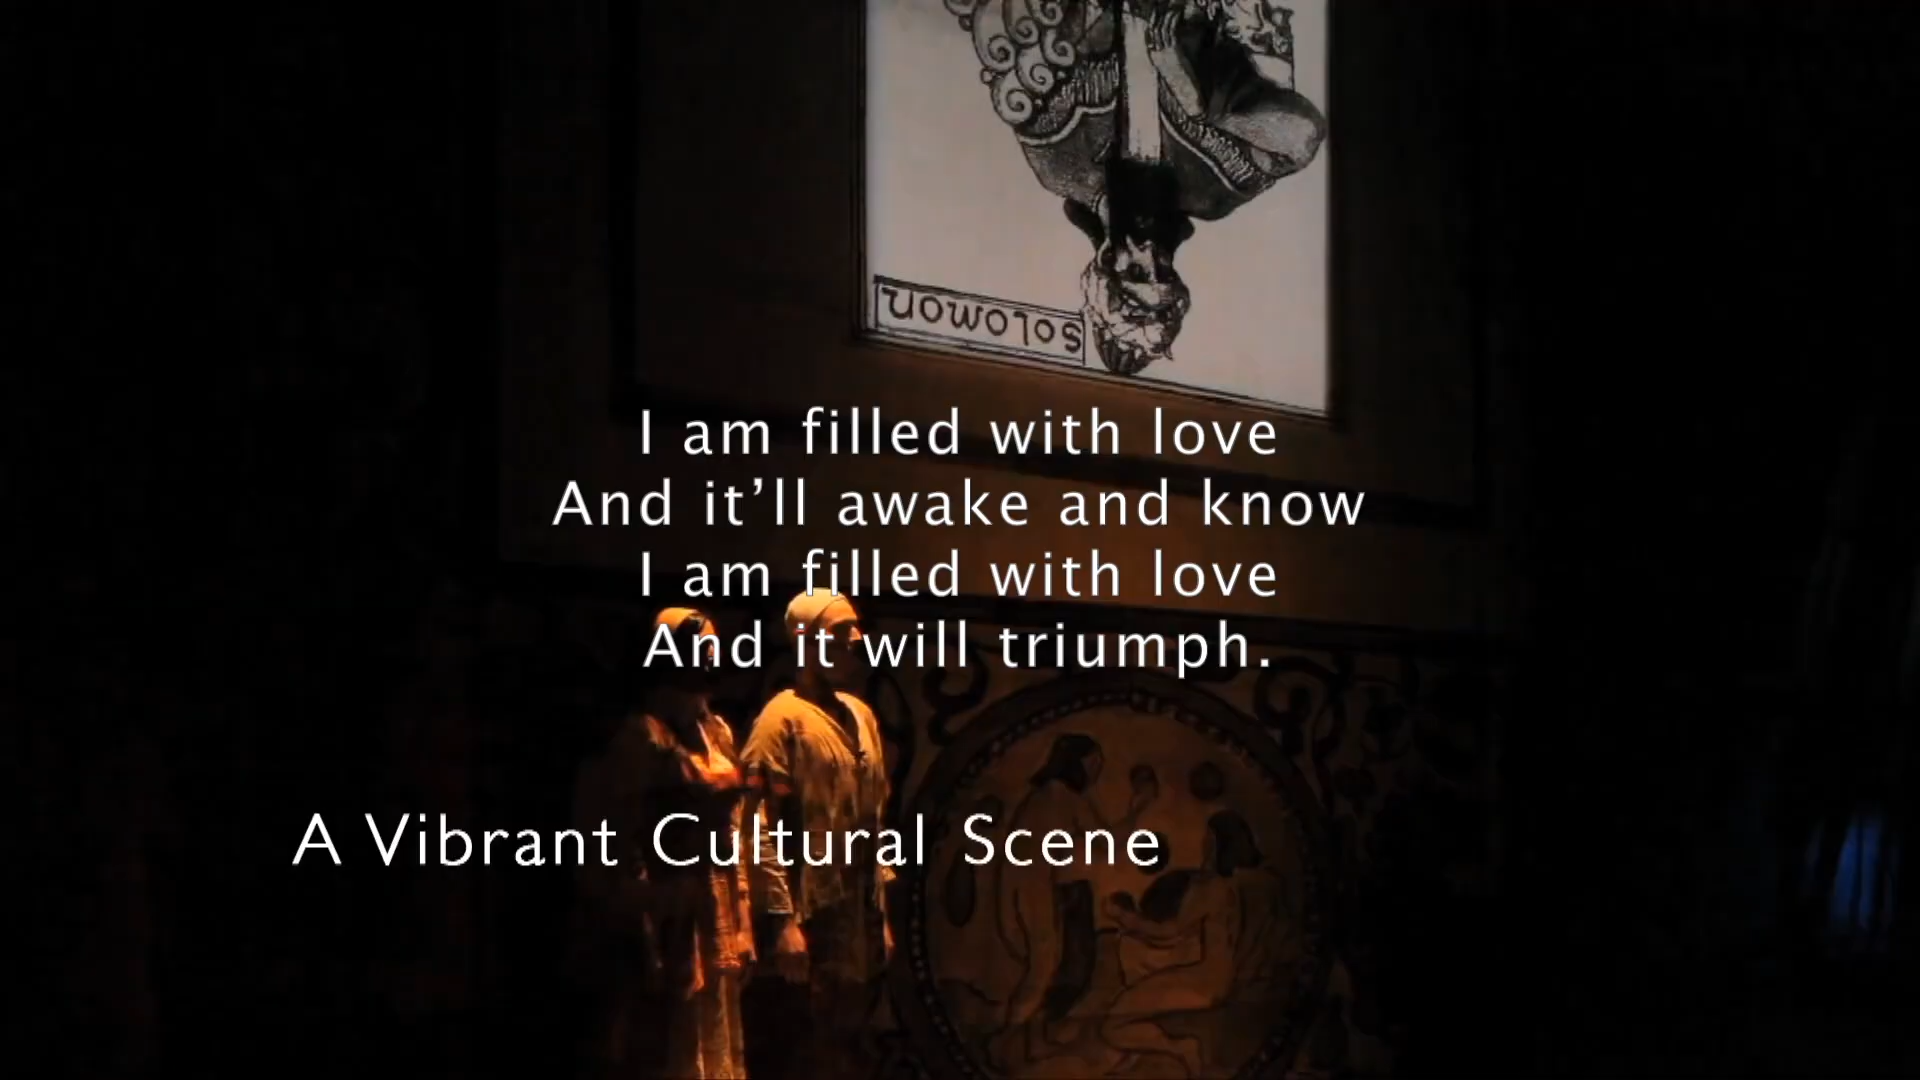 Solomon
I am filled with love
And it’ll awake and know
I am filled with love
And it will triumph.
A Vibrant Cultural Scene